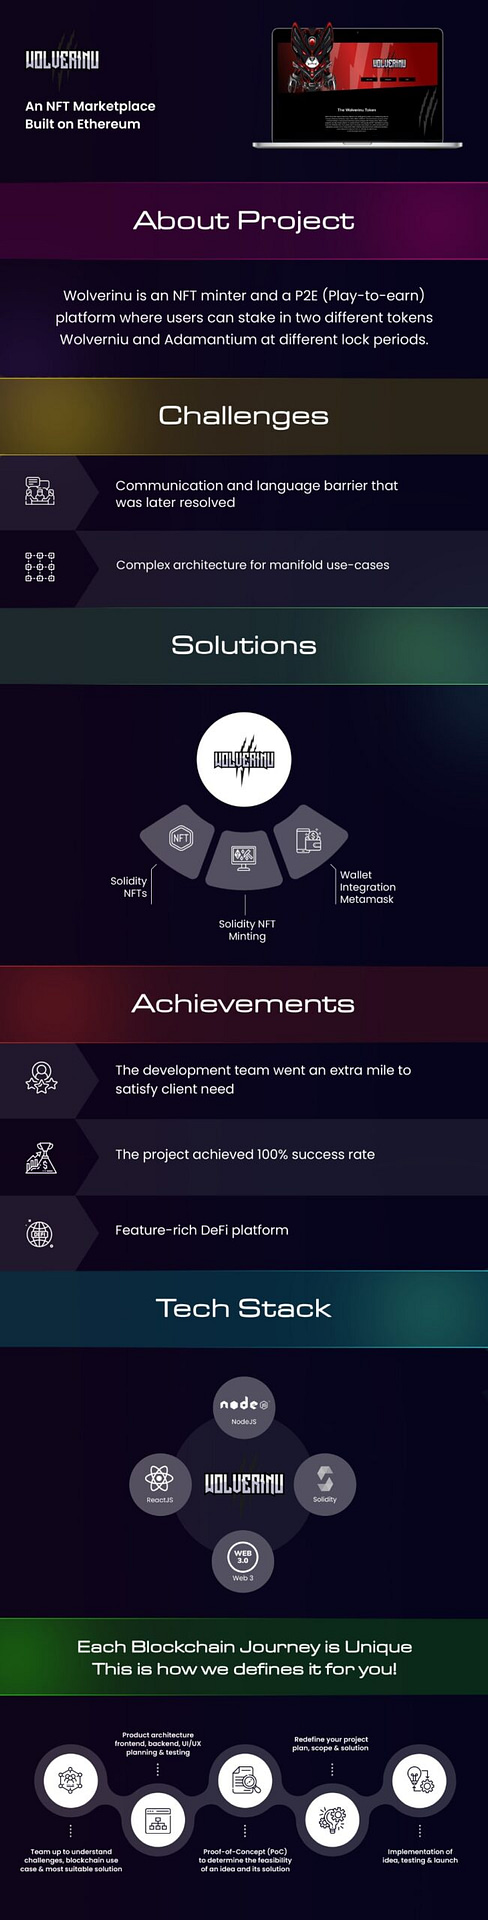 WOLVERINU
An NFT Marketplace
Built on Ethereum
WOLVERINU
The Wolverinu Token
About Project
Wolverinu is an NFT minter and a P2E (Play-to-earn)
platform where users can stake in two different tokens
Wolverniu and Adamantium at different lock periods.
Challenges
Communication and language barrier that
was later resolved
Complex architecture for manifold use-cases
Solutions
WOLVERINU
NFT
Solidity
NFTs
Solidity NFT
Minting
Wallet
Integration
Metamask
Achievements
The development team went an extra mile to
satisfy client need
The project achieved 100% success rate
DEFI
Feature-rich DeFi platform
Tech Stack
node JS
NodeJS
ReactJS
WOLVERINU
Solidity
WEB
3.0
Web 3
Each Blockchain Journey is Unique
This is how we defines it for you!
Product architecture
frontend, backend, UI/UX
planning & testing
Redefine your project
plan, scope & solution
Team up to understand
challenges, blockchain use
case & most suitable solution
Proof-of-Concept (PoC)
to determine the feasibility
of an idea and its solution
Implementation of
idea, testing & launch